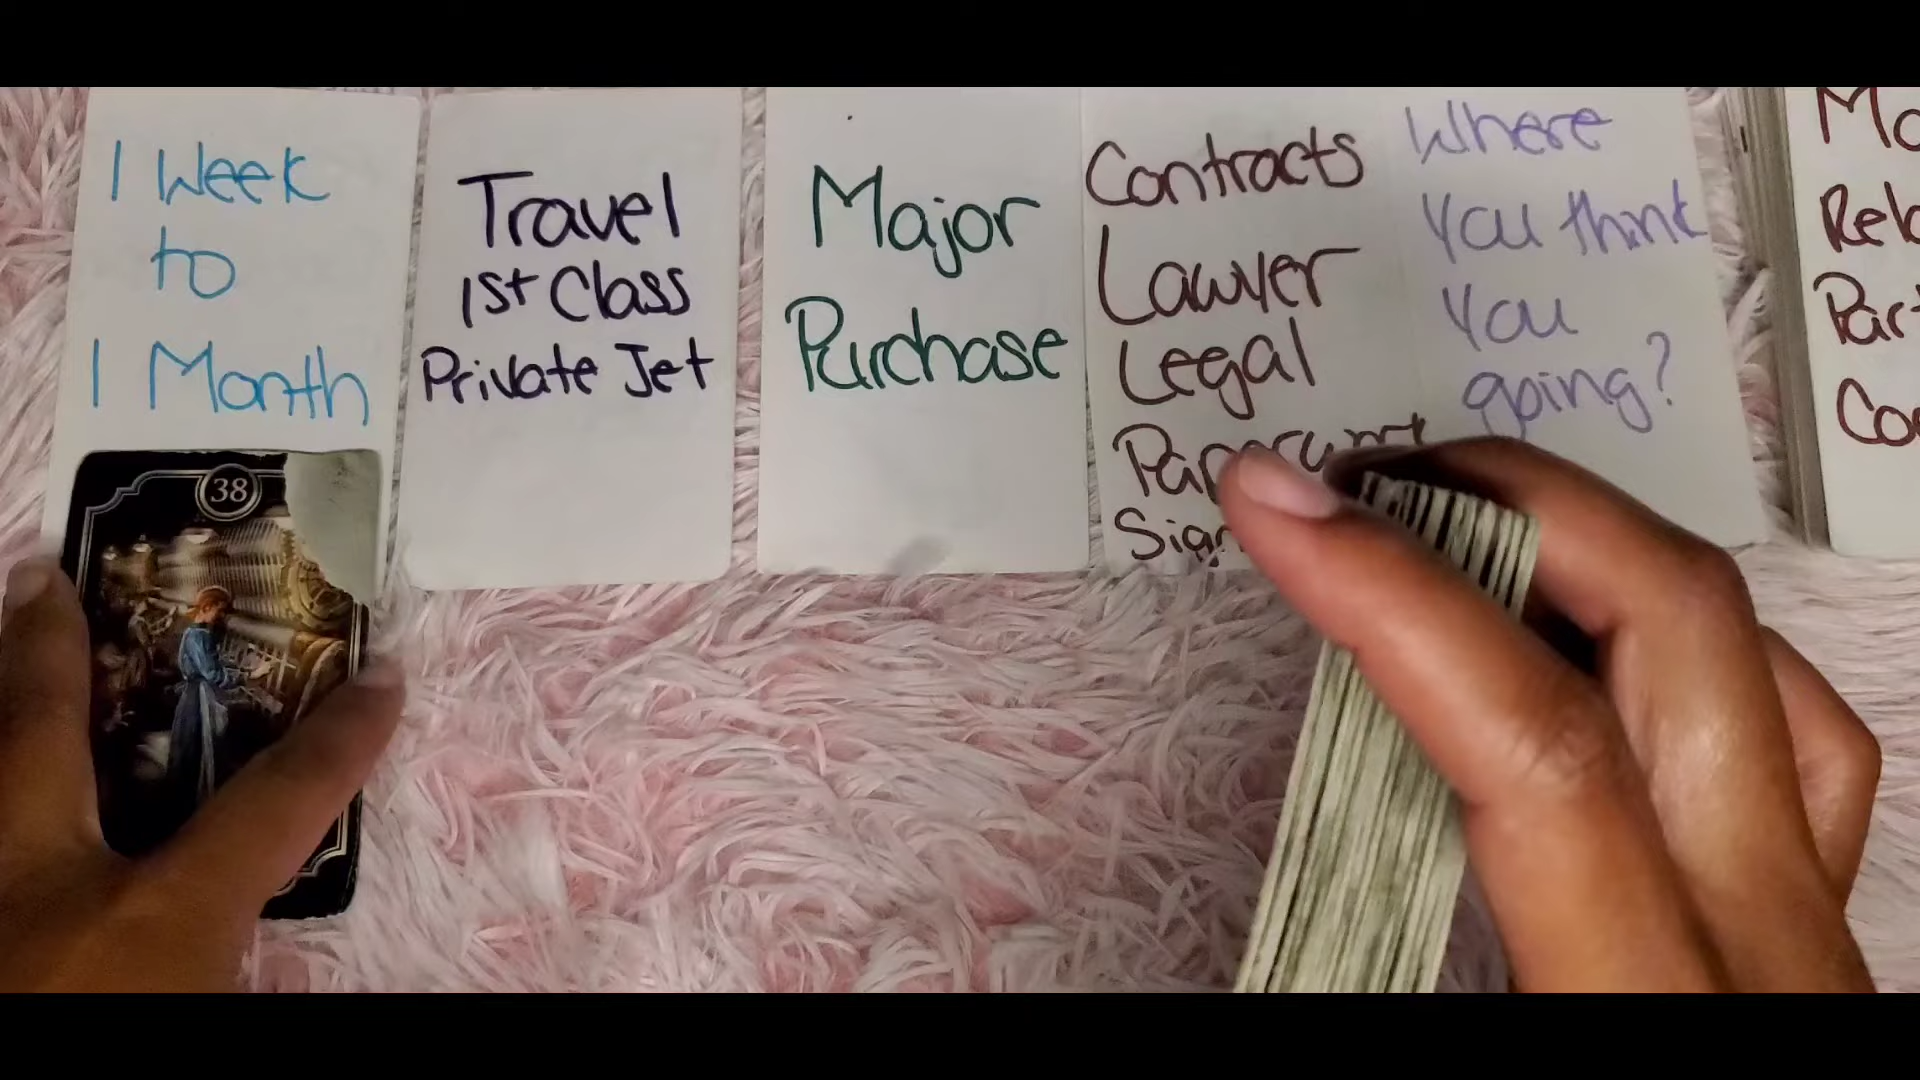 1 Week
to
1 Month
38
Travel
1st Class
Private Jet
Major
Purchase
Contracts
Lawyer
Legal
Where
You think
You
going?